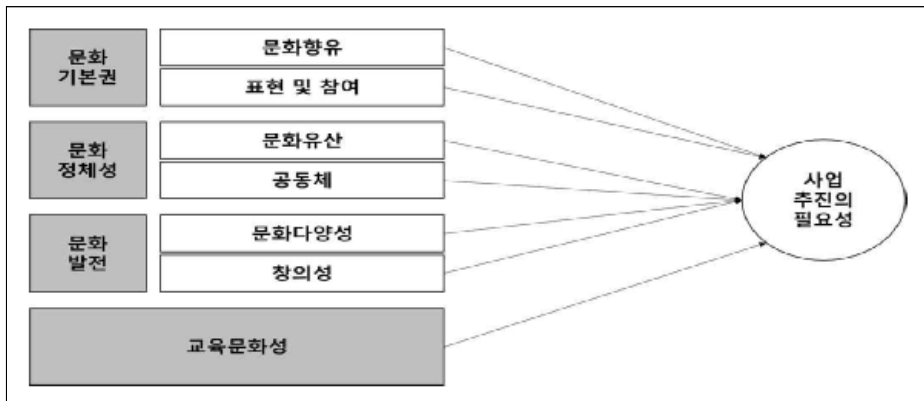 문화
기본권
문화향유
표현 및 참여
문화
정체성
문화유산
공동체
문화
발전
문화다양성
창의성
교육문화성
사업
추진의
필요성